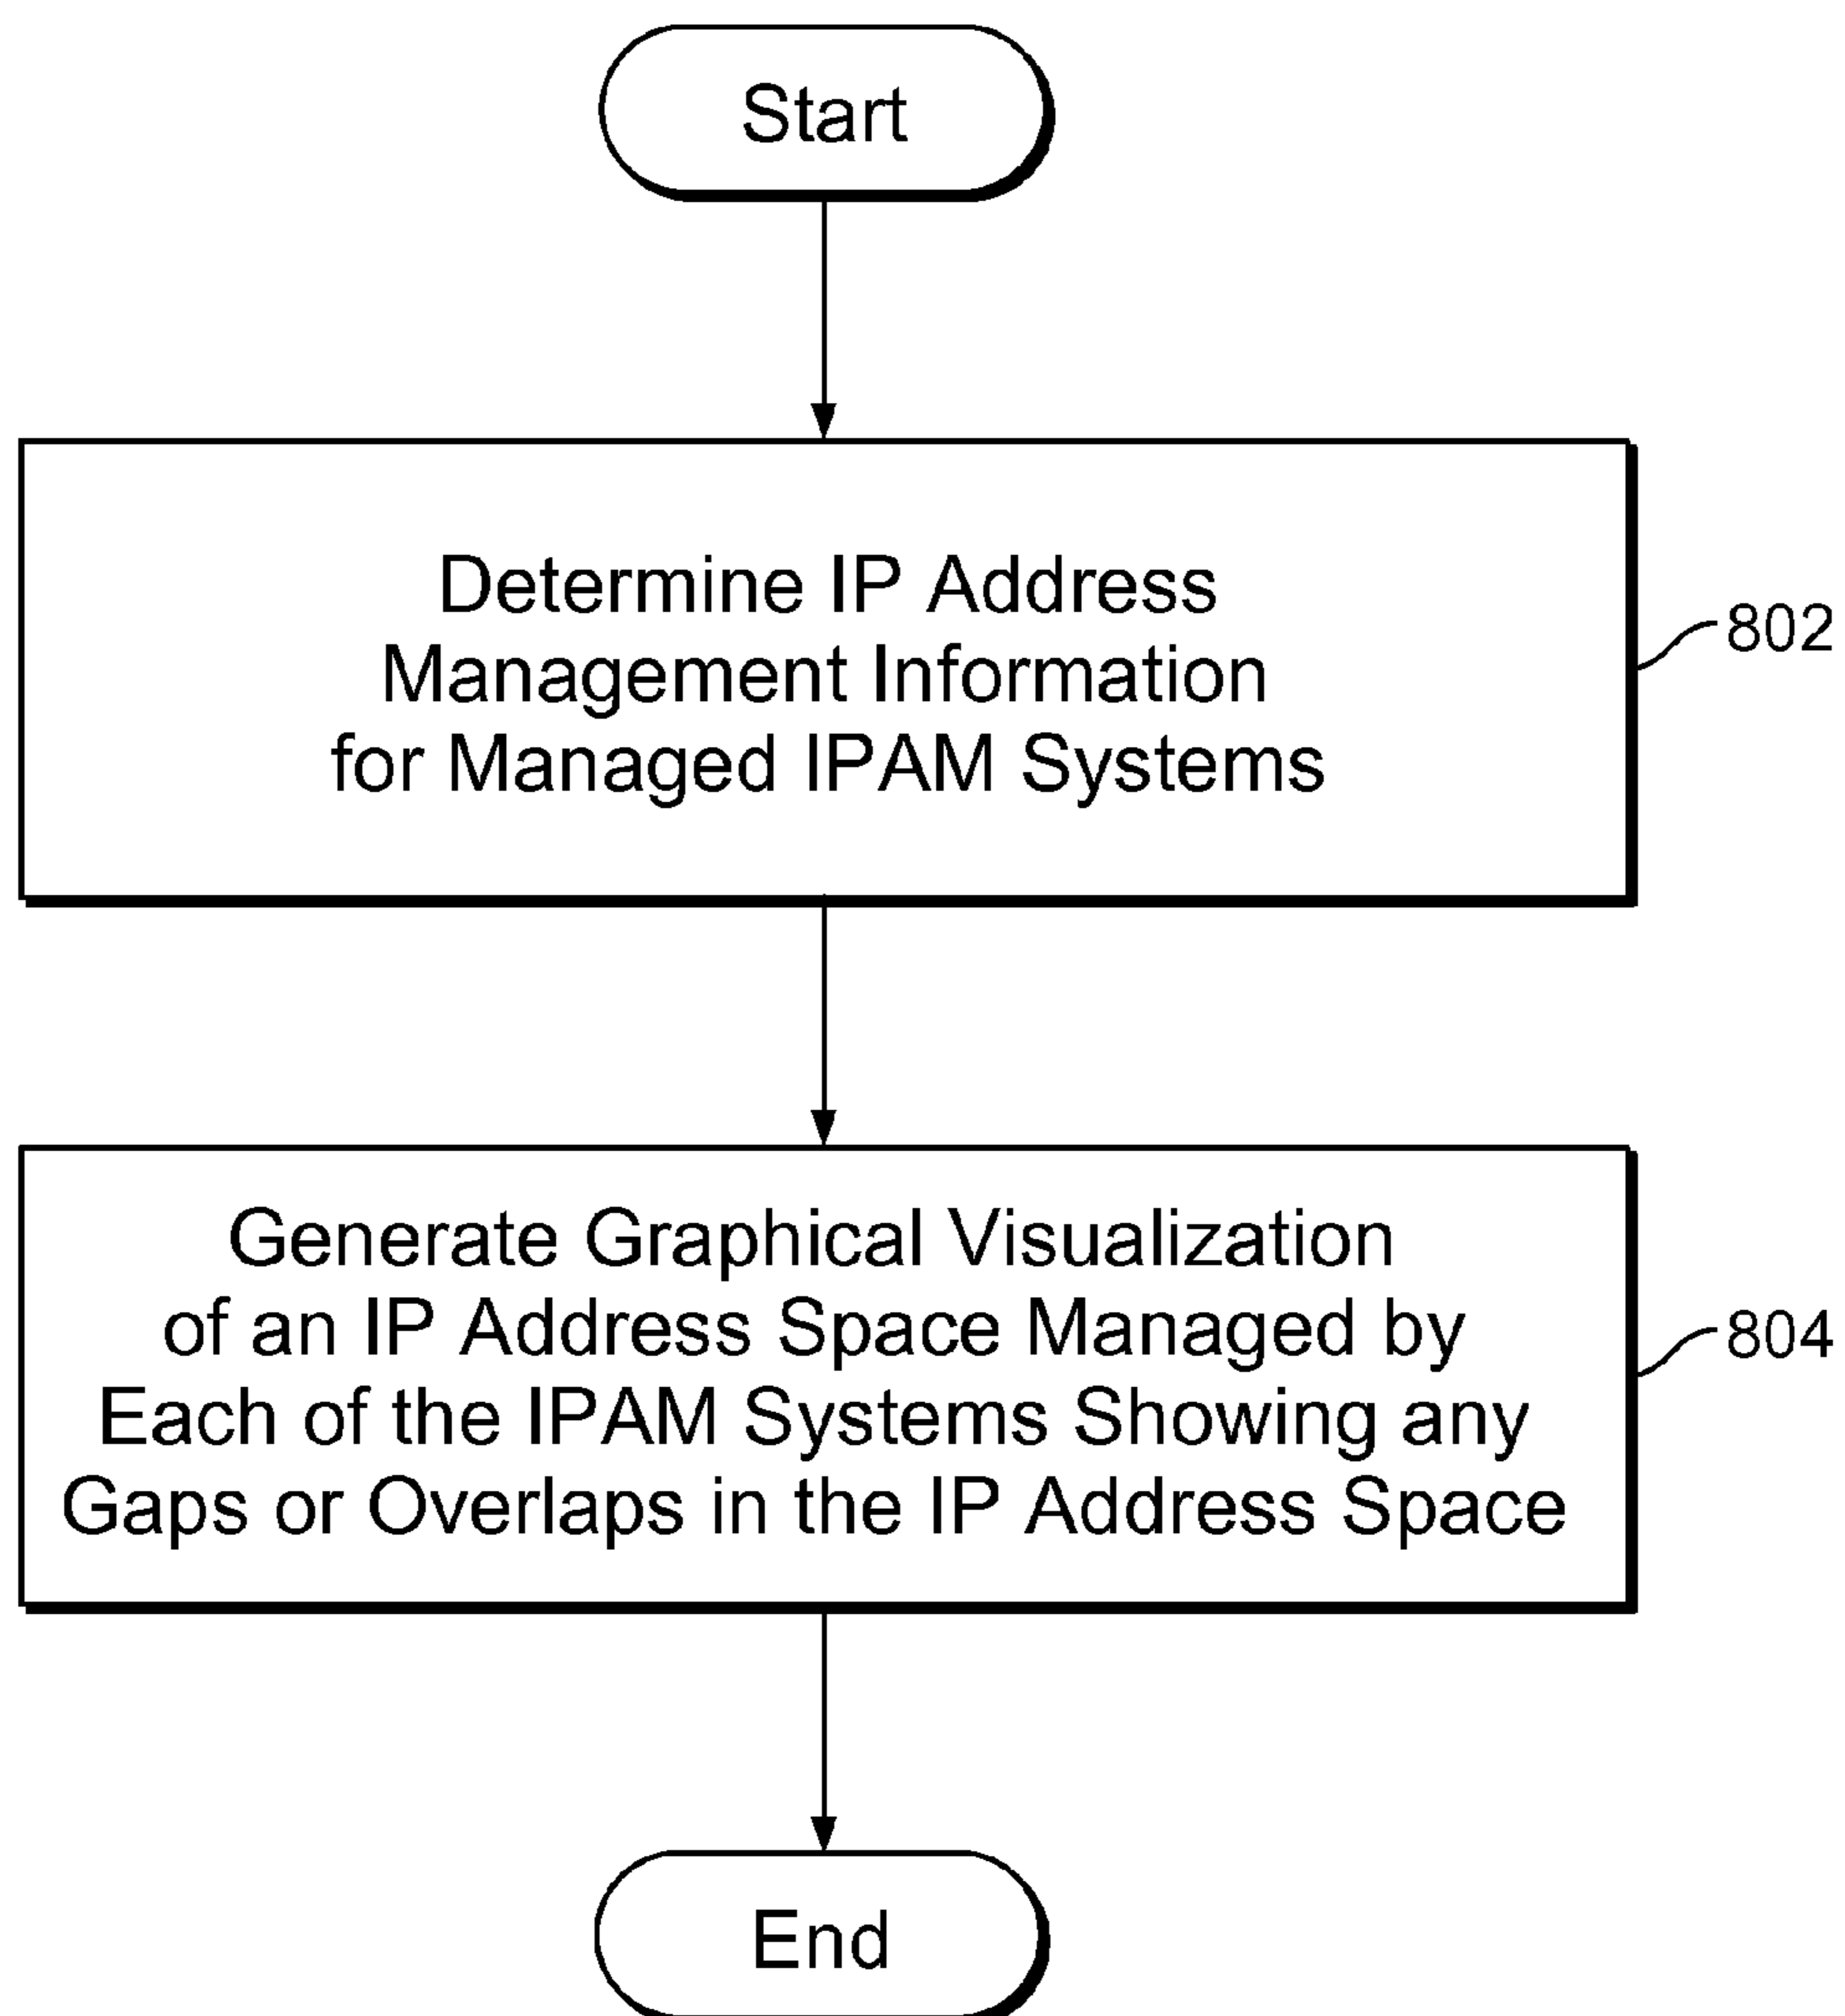 Start
Determine IP Address
Management Information
for Managed IPAM Systems
802
Generate Graphical Visualization
of an IP Address Space Managed by
Each of the IPAM Systems Showing any
Gaps or Overlaps in the IP Address Space
804
End